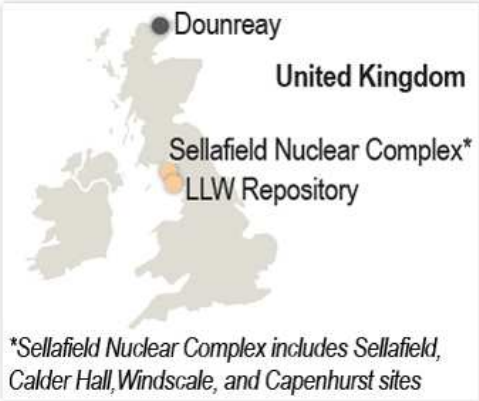 Dounreay
United Kingdom
Sellafield Nuclear Complex*
LLW Repository
*Sellafield Nuclear Complex includes Sellafield,
Calder Hall,Windscale, and Capenhurst sites